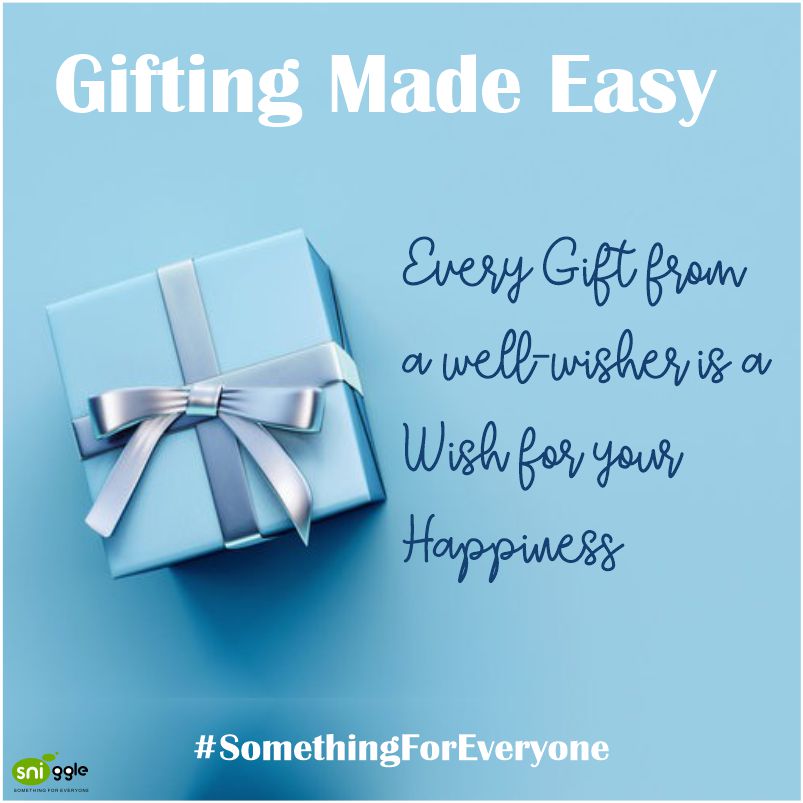 Gifting Made Easy
Every Gift from
a well-wisher is a
Wish for your
Happiness
#SomethingForEveryone
sniggle
SOMETHING FOR EVERYONE